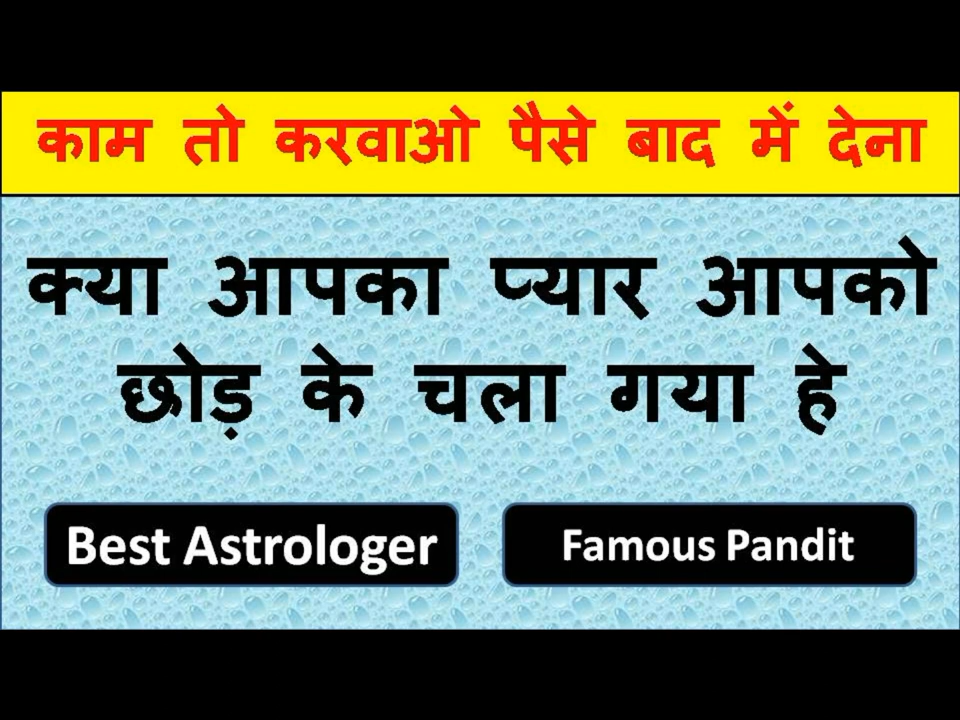 काम तो करवाओ पैसे बाद में देना
क्या आपका प्यार आपको
छोड़ के चला गया हे
Best Astrologer
Famous Pandit